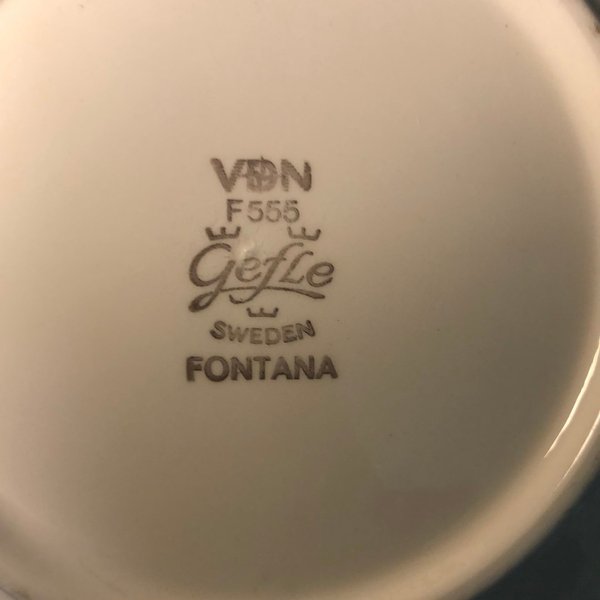 VDN
F555
Gefle
SWEDEN
FONTANA